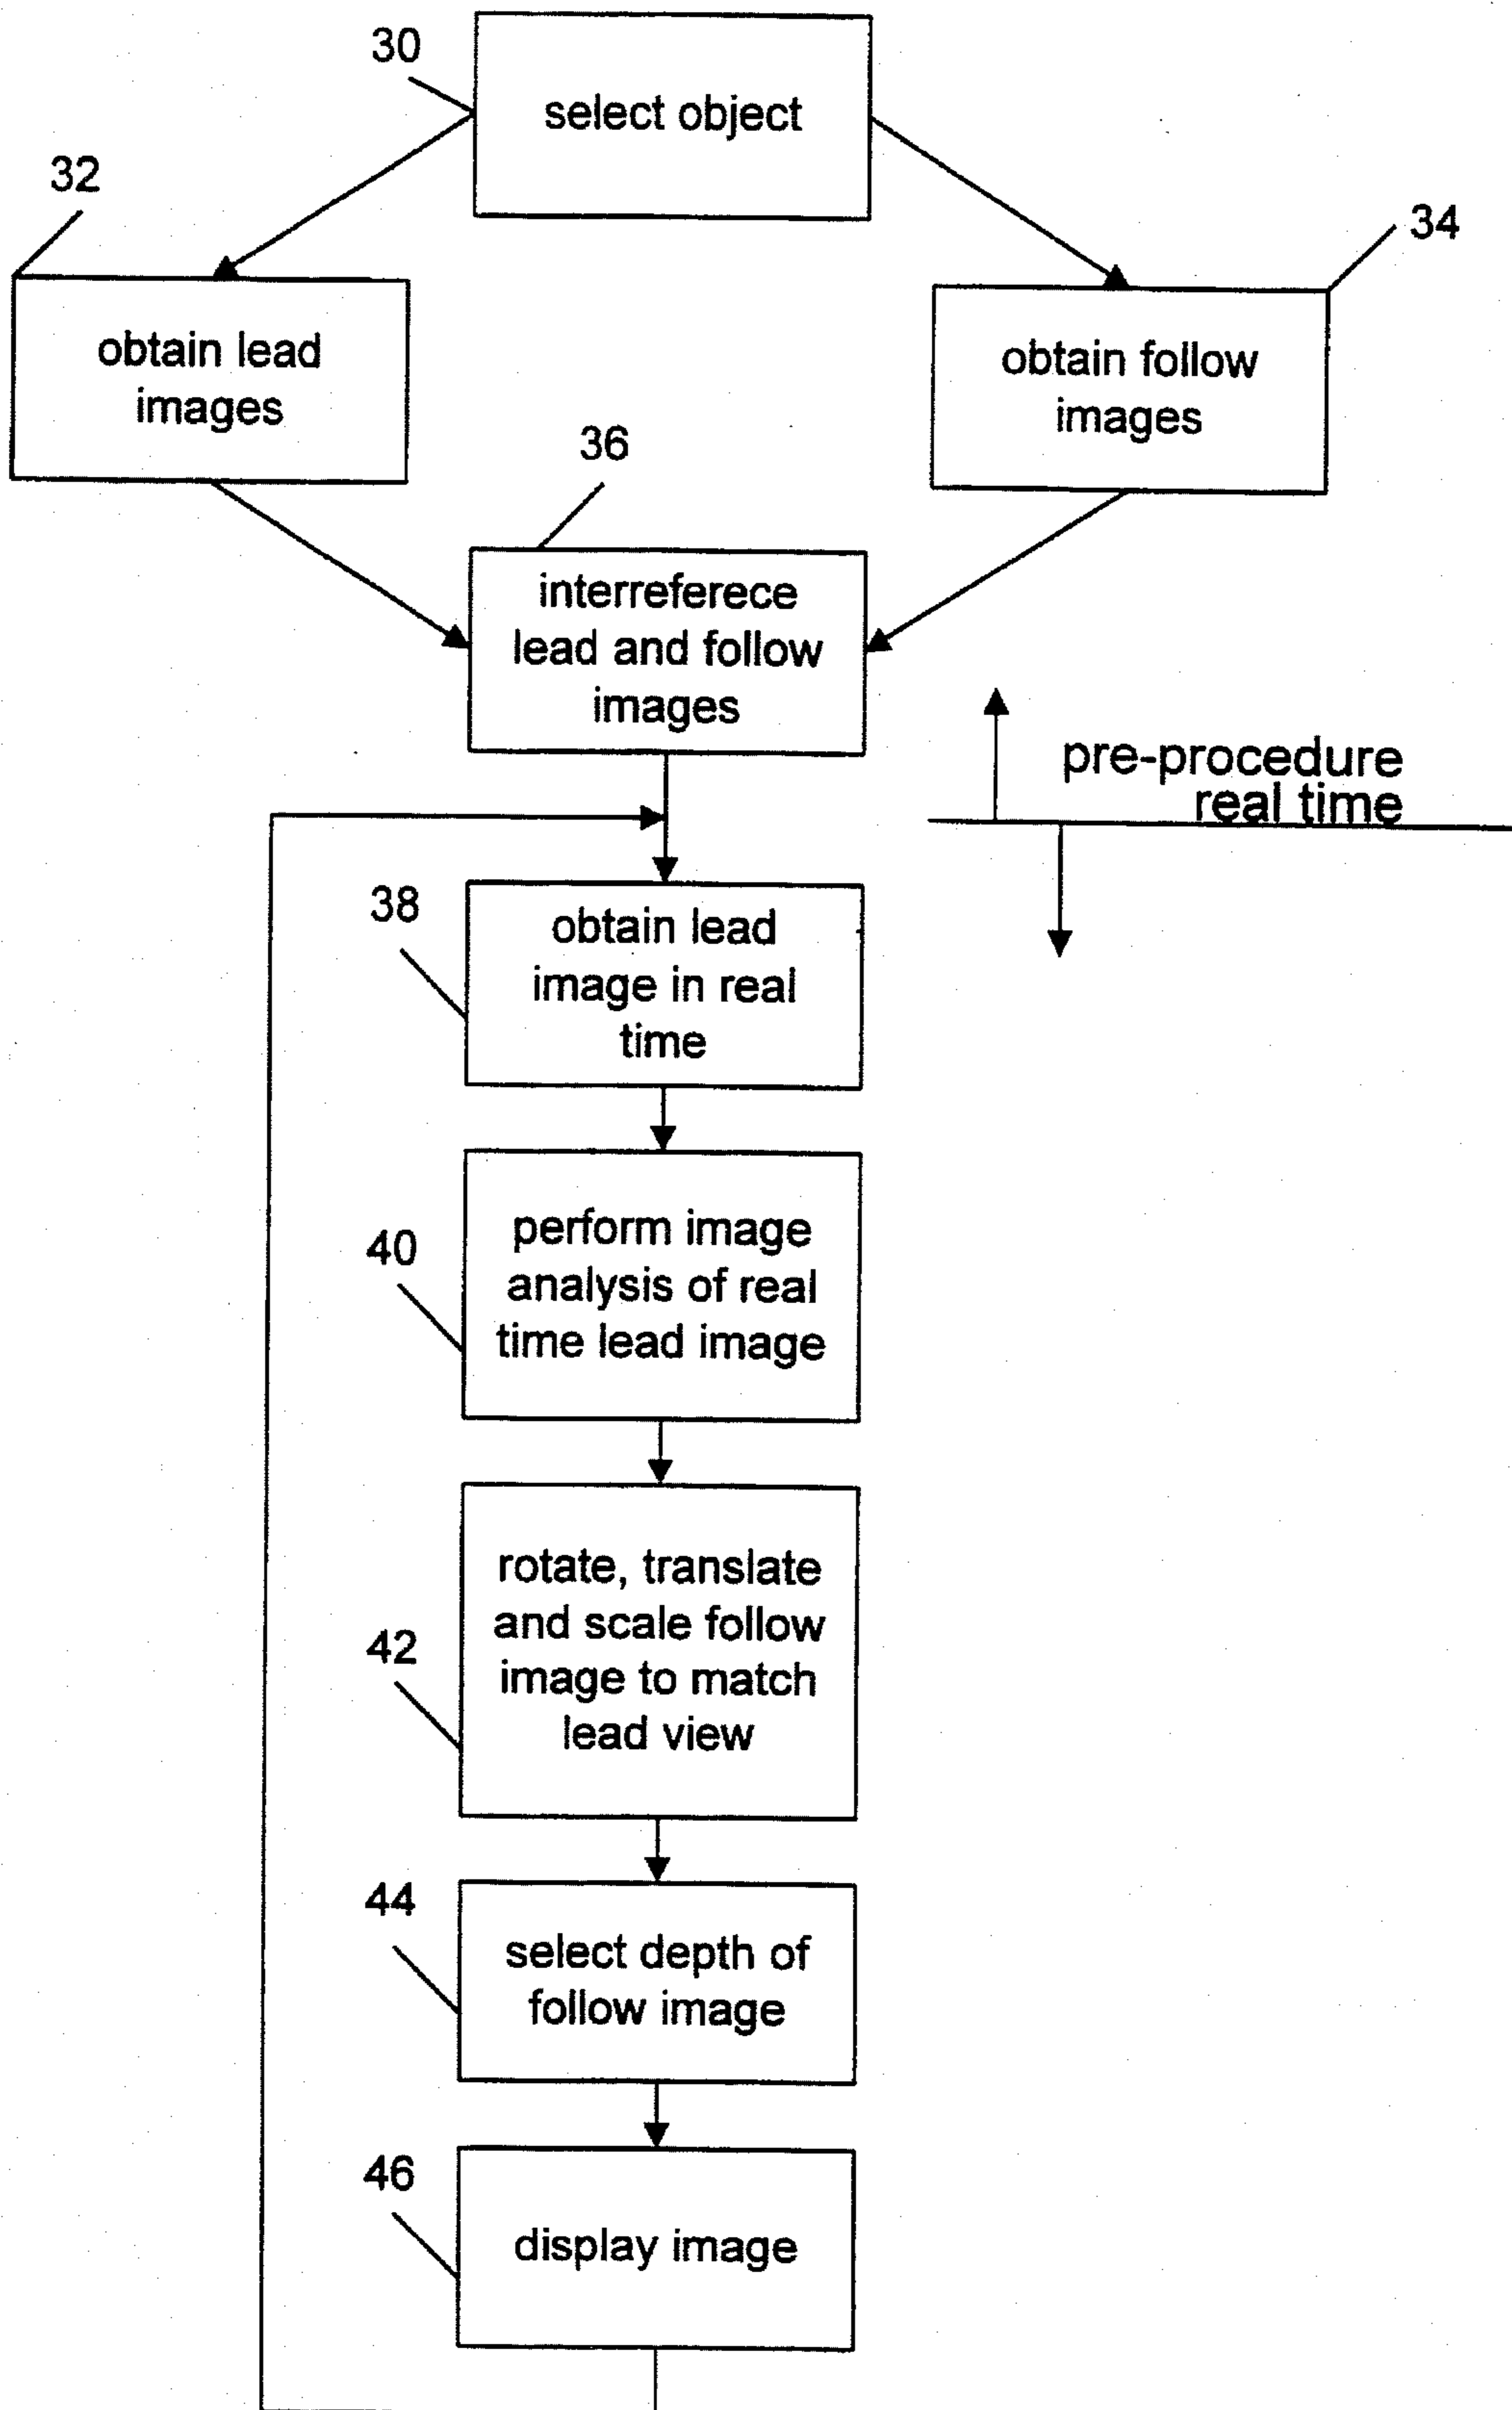 30
select object
32
34
obtain lead
images
obtain follow
images
36
interreferece
lead and follow
images
pre-procedure
real time
38
obtain lead
image in real
time
40
perform image
analysis of real
time lead image
42
rotate, translate
and scale follow
image to match
lead view
44
select depth of
follow image
46
display image